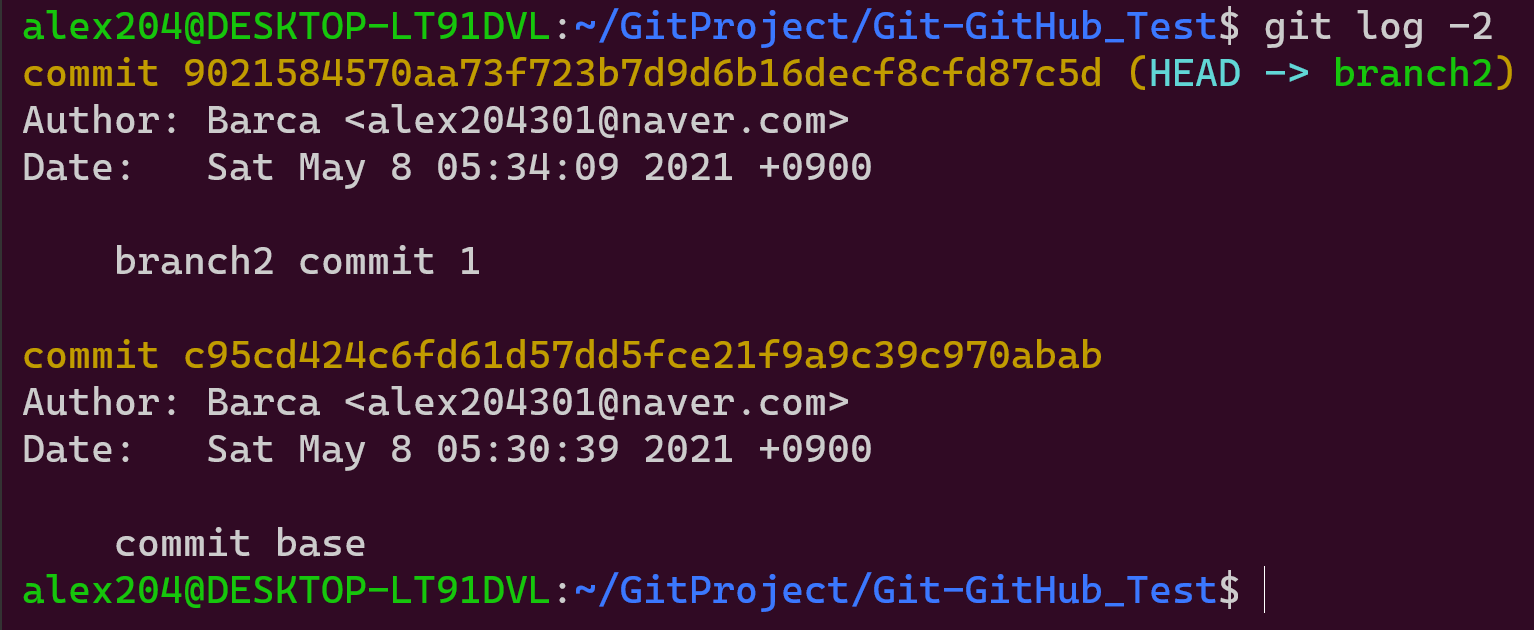 alex204@DESKTOP-LT91DVL:~/GitProject/Git-GitHub_Test$ git log -2
commit 9021584570aa73f723b7d9d6b16decf8cfd87c5d (HEAD -> branch2)
Author: Barca <alex204301@naver.com>
Date:   Sat May 8 05:34:09 2021 +0900
    branch2 commit 1
commit c95cd424c6fd61d57dd5fce21f9a9c39c970abab
Author: Barca <alex204301@naver.com>
Date:   Sat May 8 05:30:39 2021 +0900
    commit base
alex204@DESKTOP-LT91DVL:~/GitProject/Git-GitHub_Test$